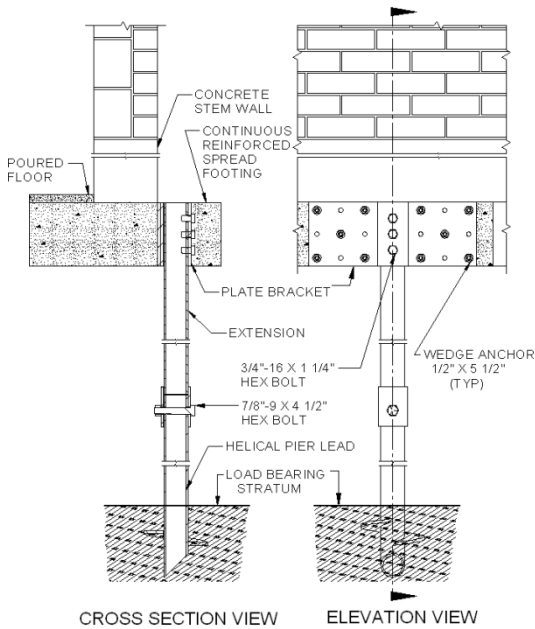 CONCRETE
STEM WALL
CONTINUOUS
REINFORCED
SPREAD
FOOTING
POURED
FLOOR
PLATE BRACKET
EXTENSION
3/4"-16 X 1 1/4"
HEX BOLT
WEDGE ANCHOR
1/2" X 5 1/2"
(TYP)
7/8"-9 X 4 1/2"
HEX BOLT
HELICAL PIER LEAD
LOAD BEARING
STRATUM
CROSS SECTION VIEW
ELEVATION VIEW